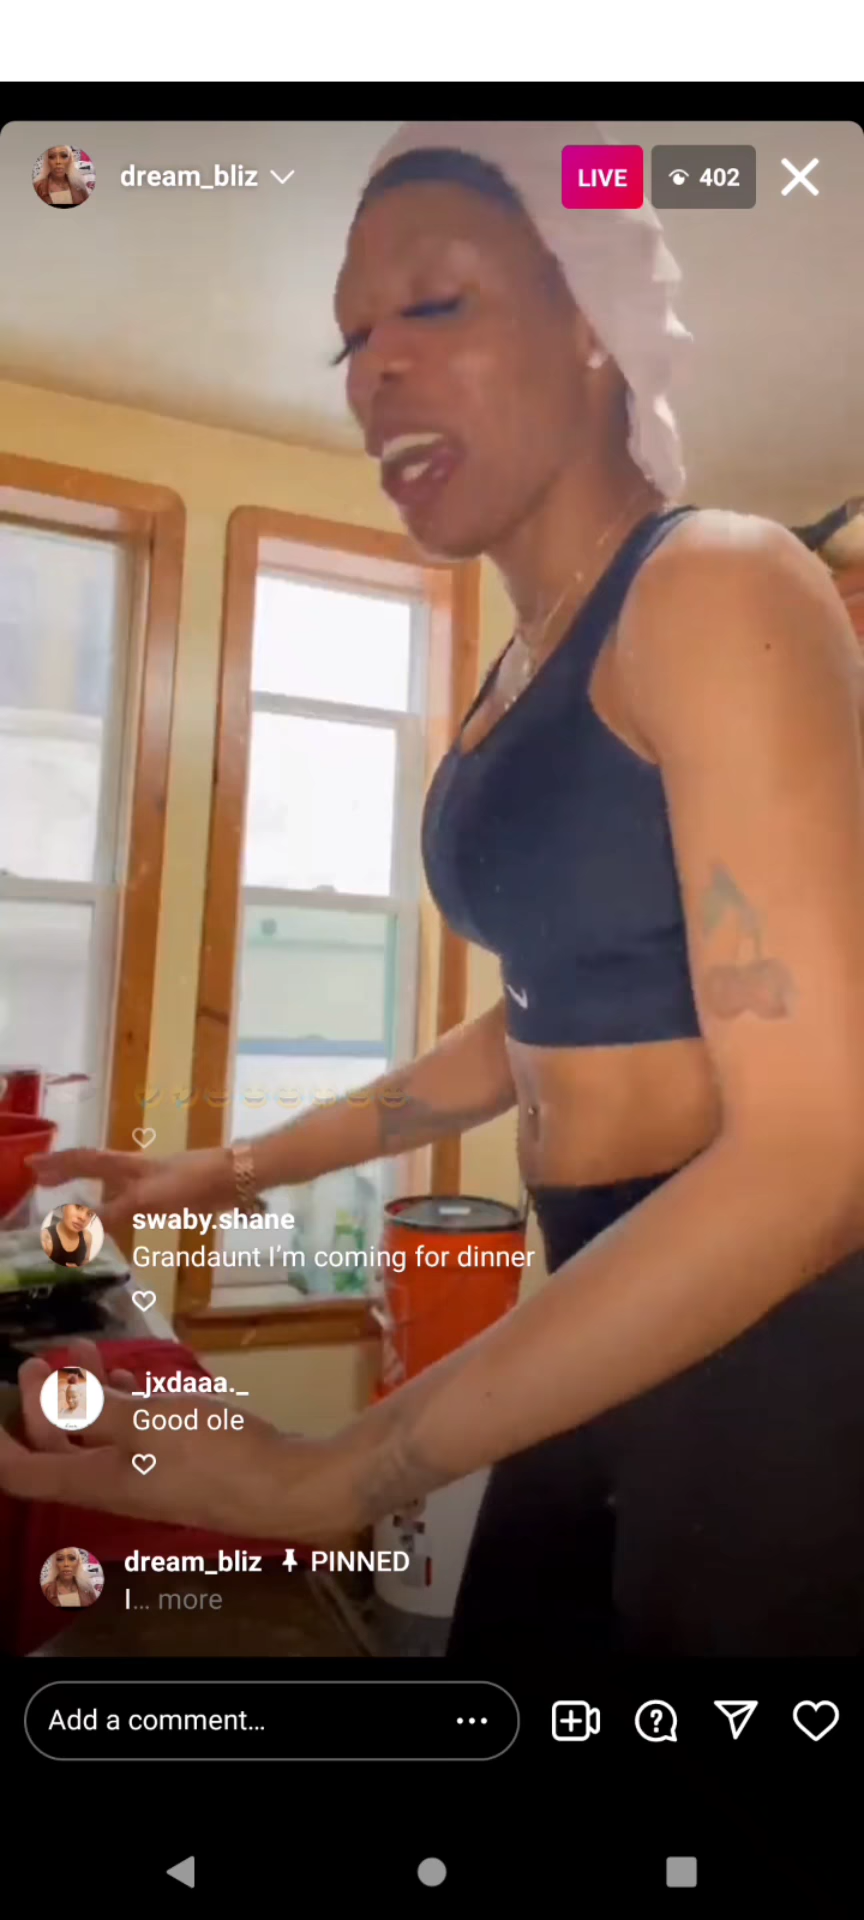 dream_bliz
LIVE
402
swaby.shane
Grandaunt I'm coming for dinner
_jxdaaa._
Good ole
dream_bliz PINNED
I... more
Add a comment...